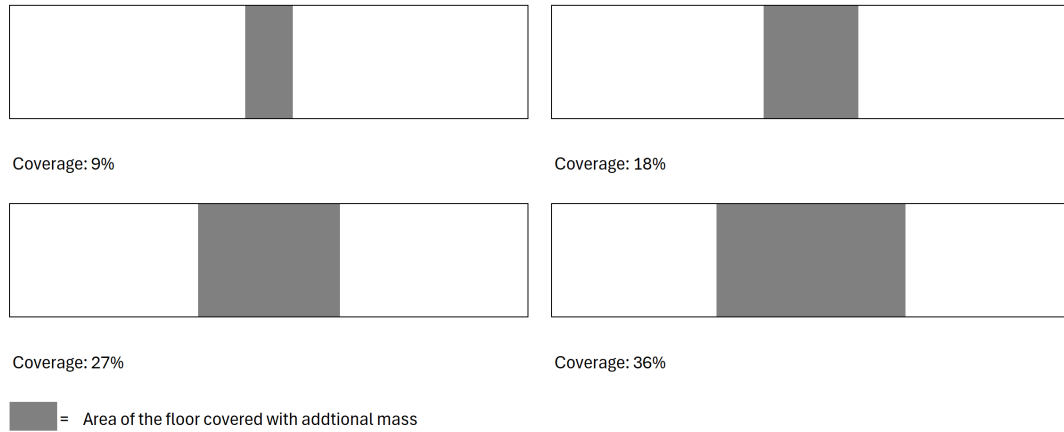 Coverage: 9%
Coverage: 18%
Coverage: 27%
Coverage: 36%
= Area of the floor covered with addtional mass